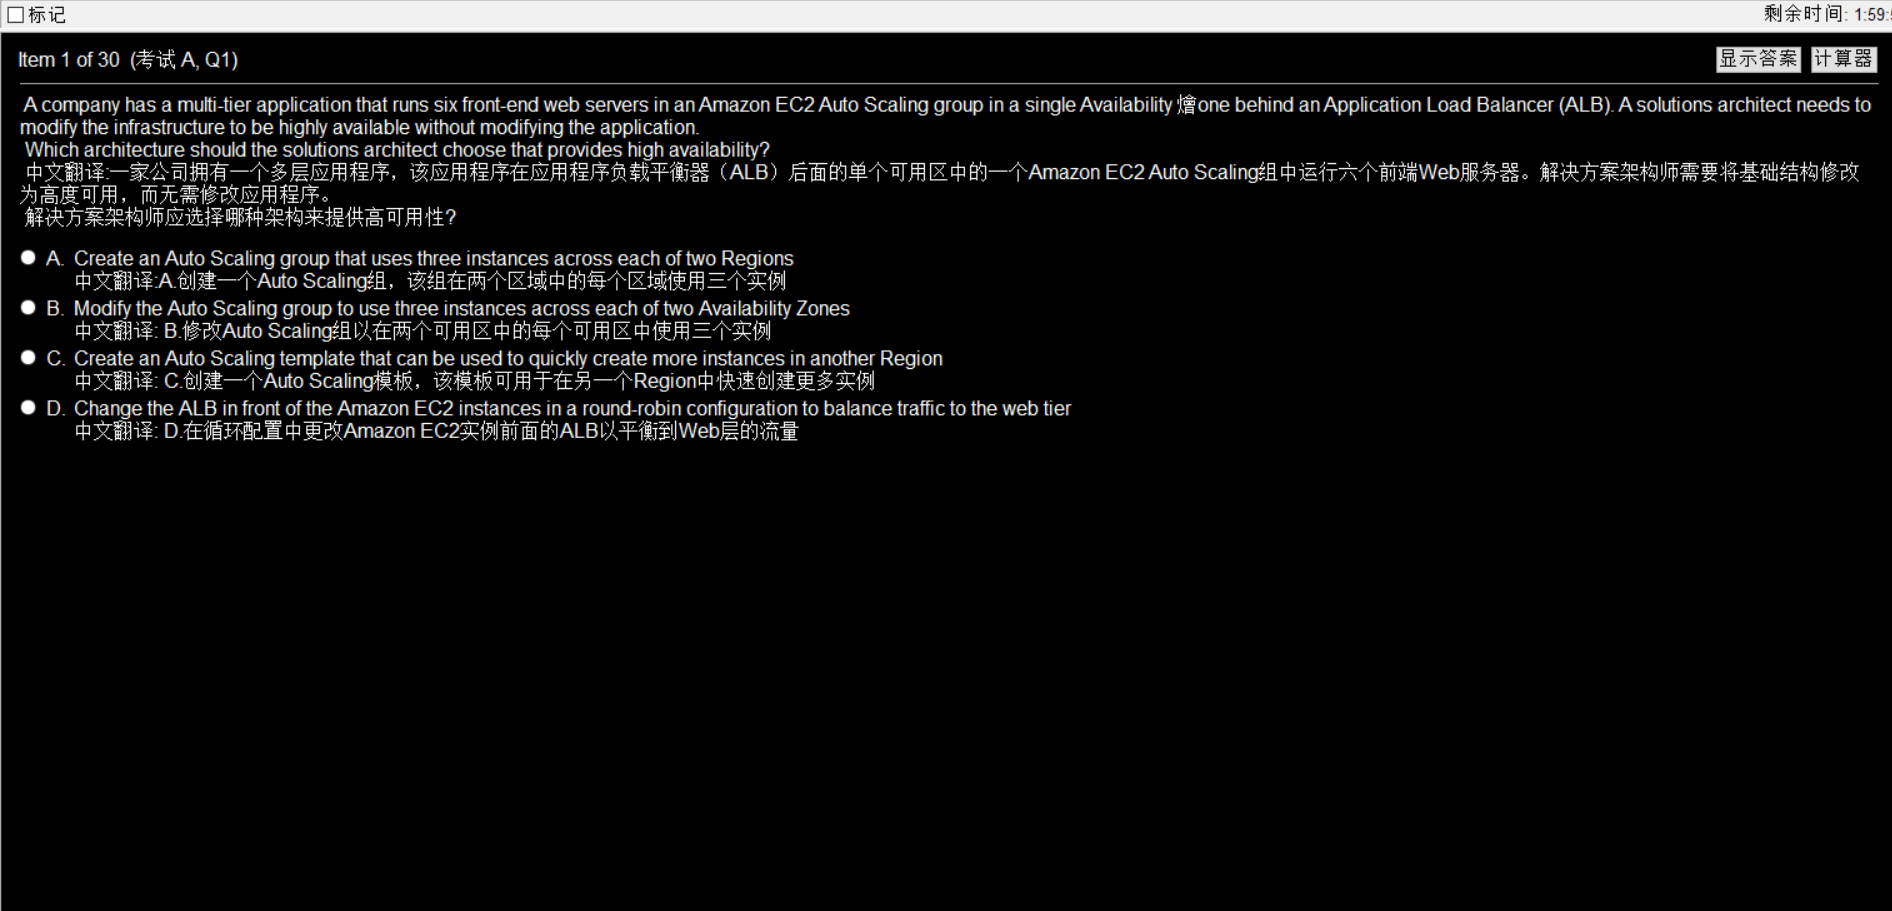 标记
剩余时间: 1:59:
Item 1 of 30 (考试 A, Q1)
显示答案 计算器
A company has a multi-tier application that runs six front-end web servers in an Amazon EC2 Auto Scaling group in a single Availability 爚one behind an Application Load Balancer (ALB). A solutions architect needs to
modify the infrastructure to be highly available without modifying the application.
Which architecture should the solutions architect choose that provides high availability?
中文翻译:一家公司拥有一个多层应用程序，该应用程序在应用程序负载平衡器（ALB）后面的单个可用区中的一个Amazon EC2 Auto Scaling组中运行六个前端Web服务器。解决方案架构师需要将基础结构修改
为高度可用，而无需修改应用程序。
解决方案架构师应选择哪种架构来提供高可用性?
A. Create an Auto Scaling group that uses three instances across each of two Regions
中文翻译:A.创建一个Auto Scaling组，该组在两个区域中的每个区域使用三个实例
B. Modify the Auto Scaling group to use three instances across each of two Availability Zones
中文翻译: B.修改Auto Scaling组以在两个可用区中的每个可用区中使用三个实例
C. Create an Auto Scaling template that can be used to quickly create more instances in another Region
中文翻译: C.创建一个Auto Scaling模板，该模板可用于在另一个Region中快速创建更多实例
D. Change the ALB in front of the Amazon EC2 instances in a round-robin configuration to balance traffic to the web tier
中文翻译: D.在循环配置中更改Amazon EC2实例前面的ALB以平衡到Web层的流量